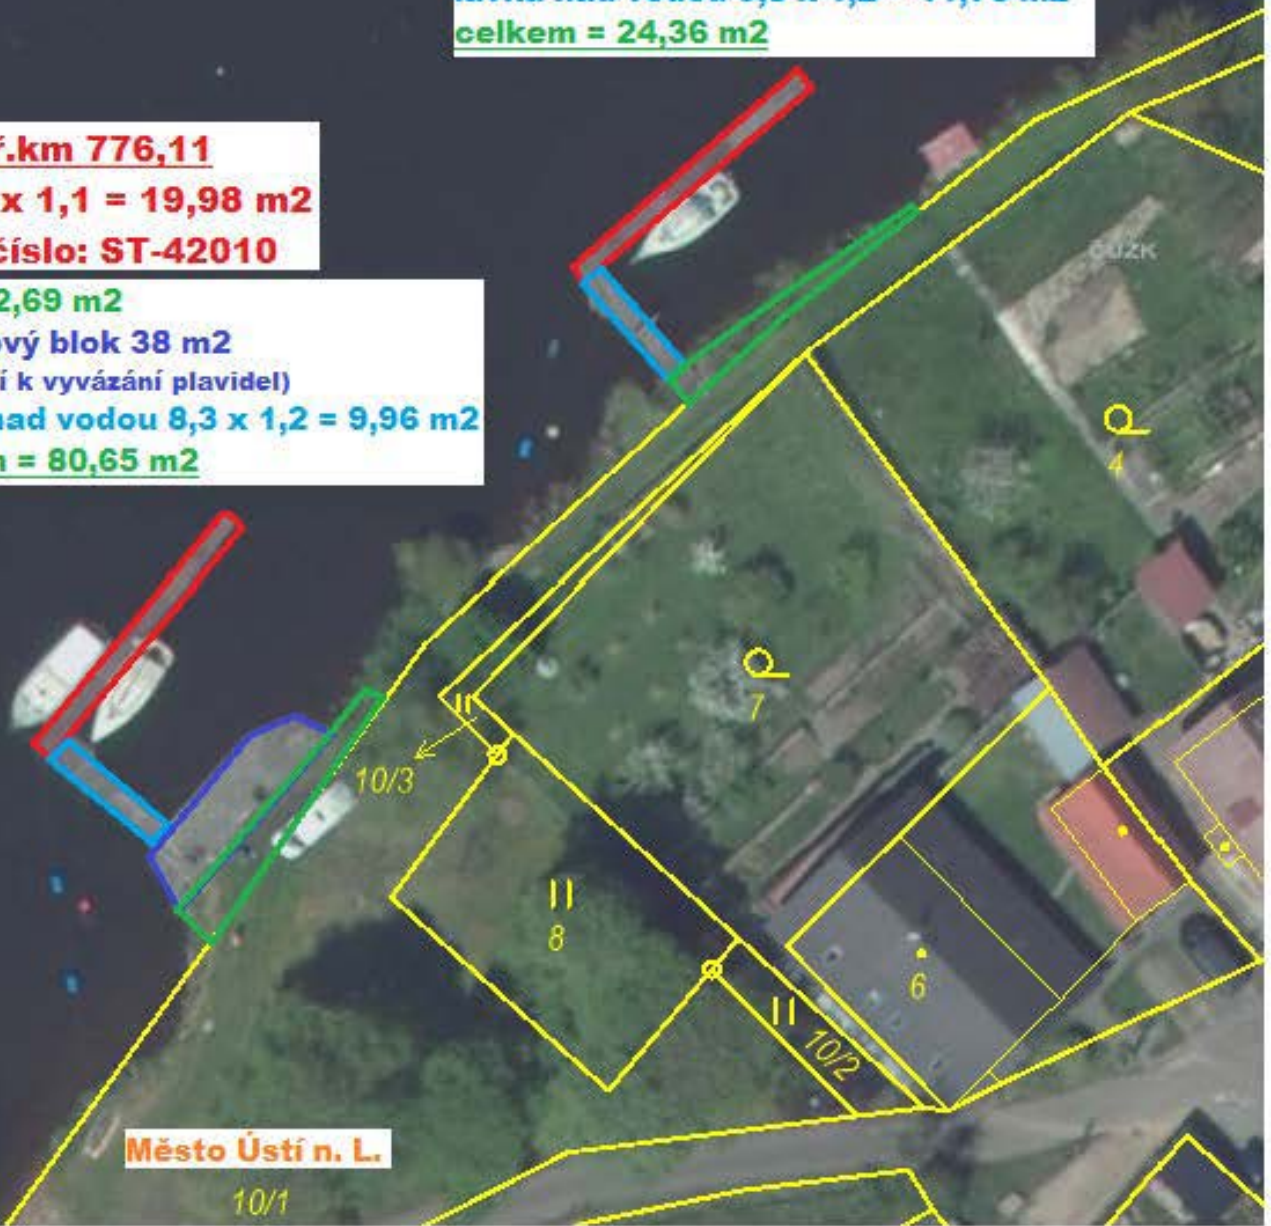 celkem = 24,36 m2
ř.km 776,11
x 1,1 = 19,98 m2
číslo: ST-42010
2,69 m2
ový blok 38 m2
í k vyvázání plavidel)
nad vodou 8,3 x 1,2 = 9,96 m2
= 80,65 m2
ČÚZK
4
7
10/3
8
6
10/2
Město Ústí n. L.
10/1